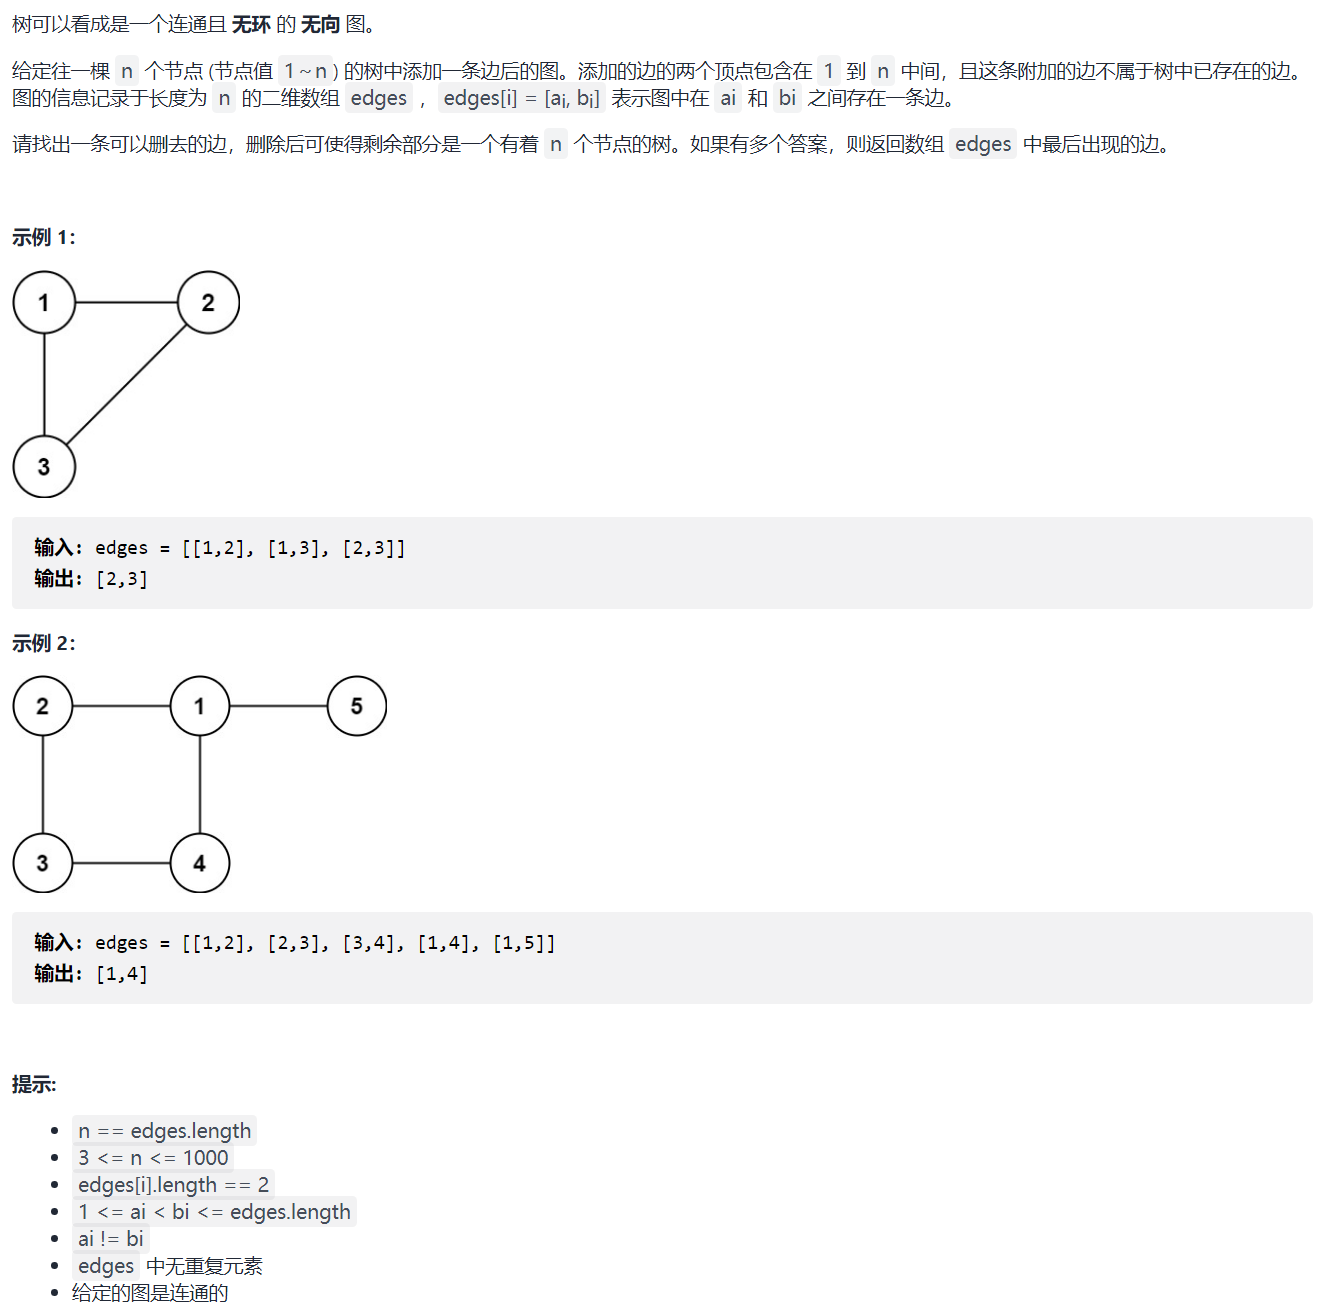 树可以看成是一个连通且 无环 的 无向 图。
给定往一棵 n 个节点 (节点值 1～n) 的树中添加一条边后的图。添加的边的两个顶点包含在 1 到 n 中间，且这条附加的边不属于树中已存在的边。
图的信息记录于长度为 n 的二维数组 edges ，edges[i] = [ai, bi] 表示图中在 ai 和 bi 之间存在一条边。
请找出一条可以删去的边，删除后可使得剩余部分是一个有着 n 个节点的树。如果有多个答案，则返回数组 edges 中最后出现的边。
示例 1：
1 2
3
输入: edges = [[1,2], [1,3], [2,3]]
输出: [2,3]
示例 2：
2 1 5
3 4
输入: edges = [[1,2], [2,3], [3,4], [1,4], [1,5]]
输出: [1,4]
提示:
n == edges.length
3 <= n <= 1000
edges[i].length == 2
1 <= ai < bi <= edges.length
ai != bi
edges 中无重复元素
给定的图是连通的